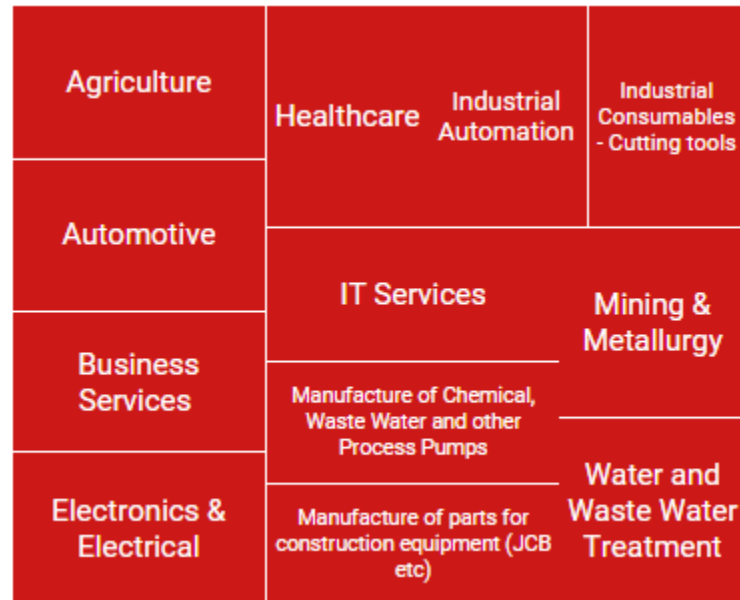 Agriculture
Automotive
Business
Services
Electronics &
Electrical
Healthcare
Industrial
Automation
Industrial
Consumables
- Cutting tools
IT Services
Manufacture of Chemical,
Waste Water and other
Process Pumps
Manufacture of parts for
construction equipment (JCB
etc)
Mining &
Metallurgy
Water and
Waste Water
Treatment